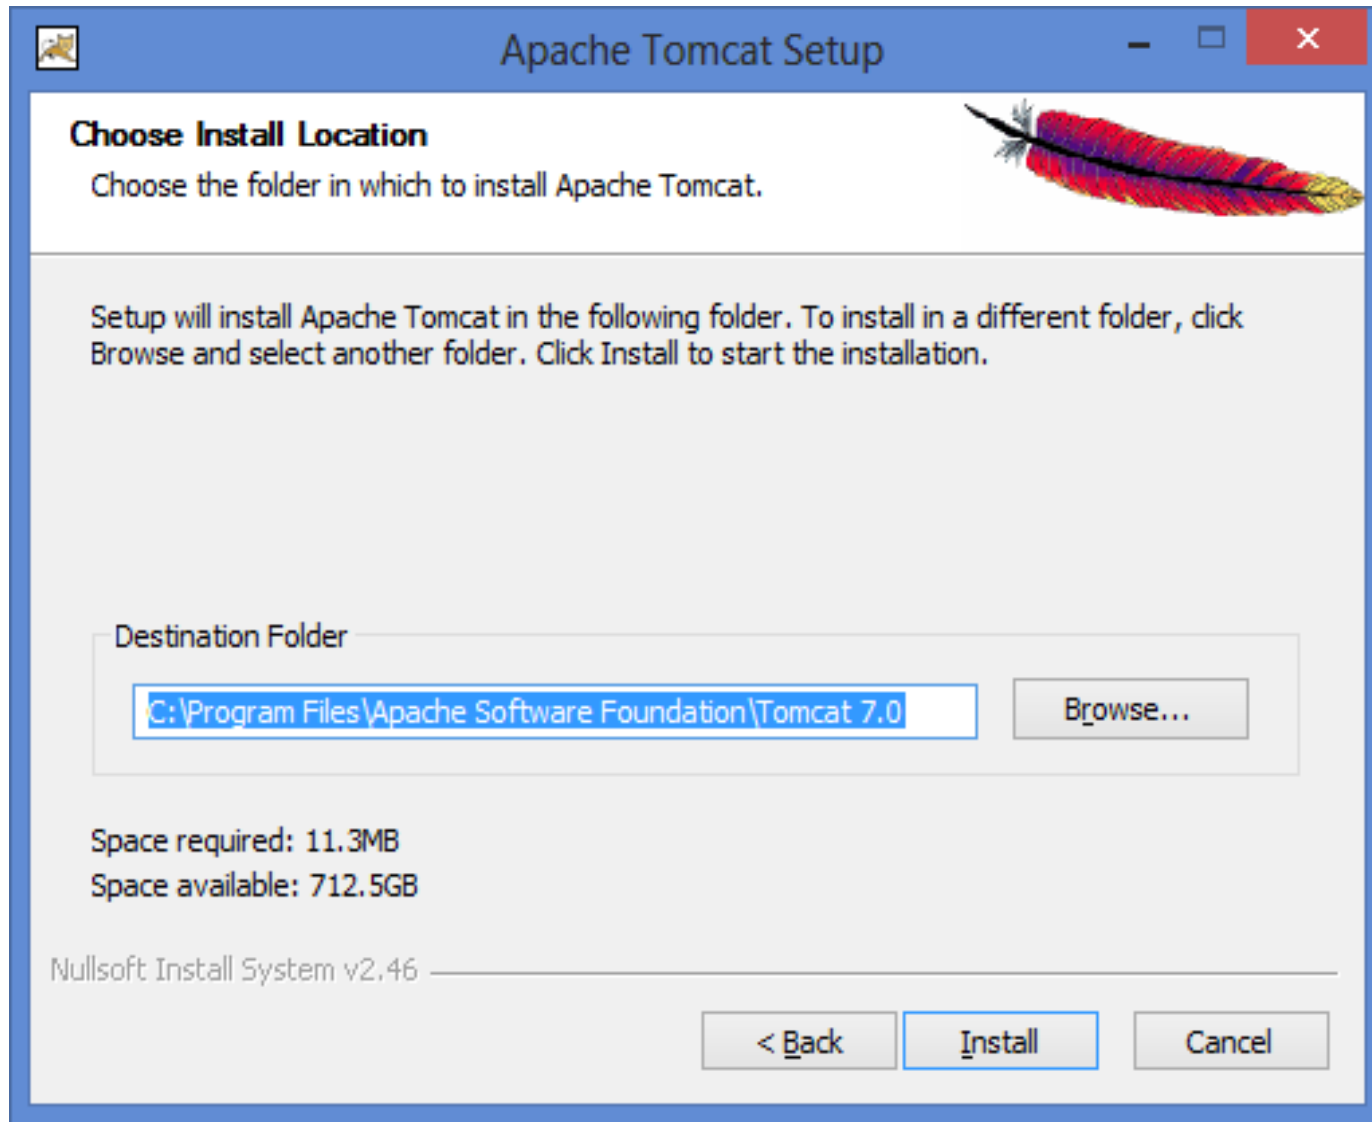 Apache Tomcat Setup
Choose Install Location
Choose the folder in which to install Apache Tomcat.
Setup will install Apache Tomcat in the following folder. To install in a different folder, click
Browse and select another folder. Click Install to start the installation.
Destination Folder
C:\Program Files\Apache Software Foundation\Tomcat 7.0
Browse...
Space required: 11.3MB
Space available: 712.5GB
Nullsoft Install System v2.46
< Back
Install
Cancel